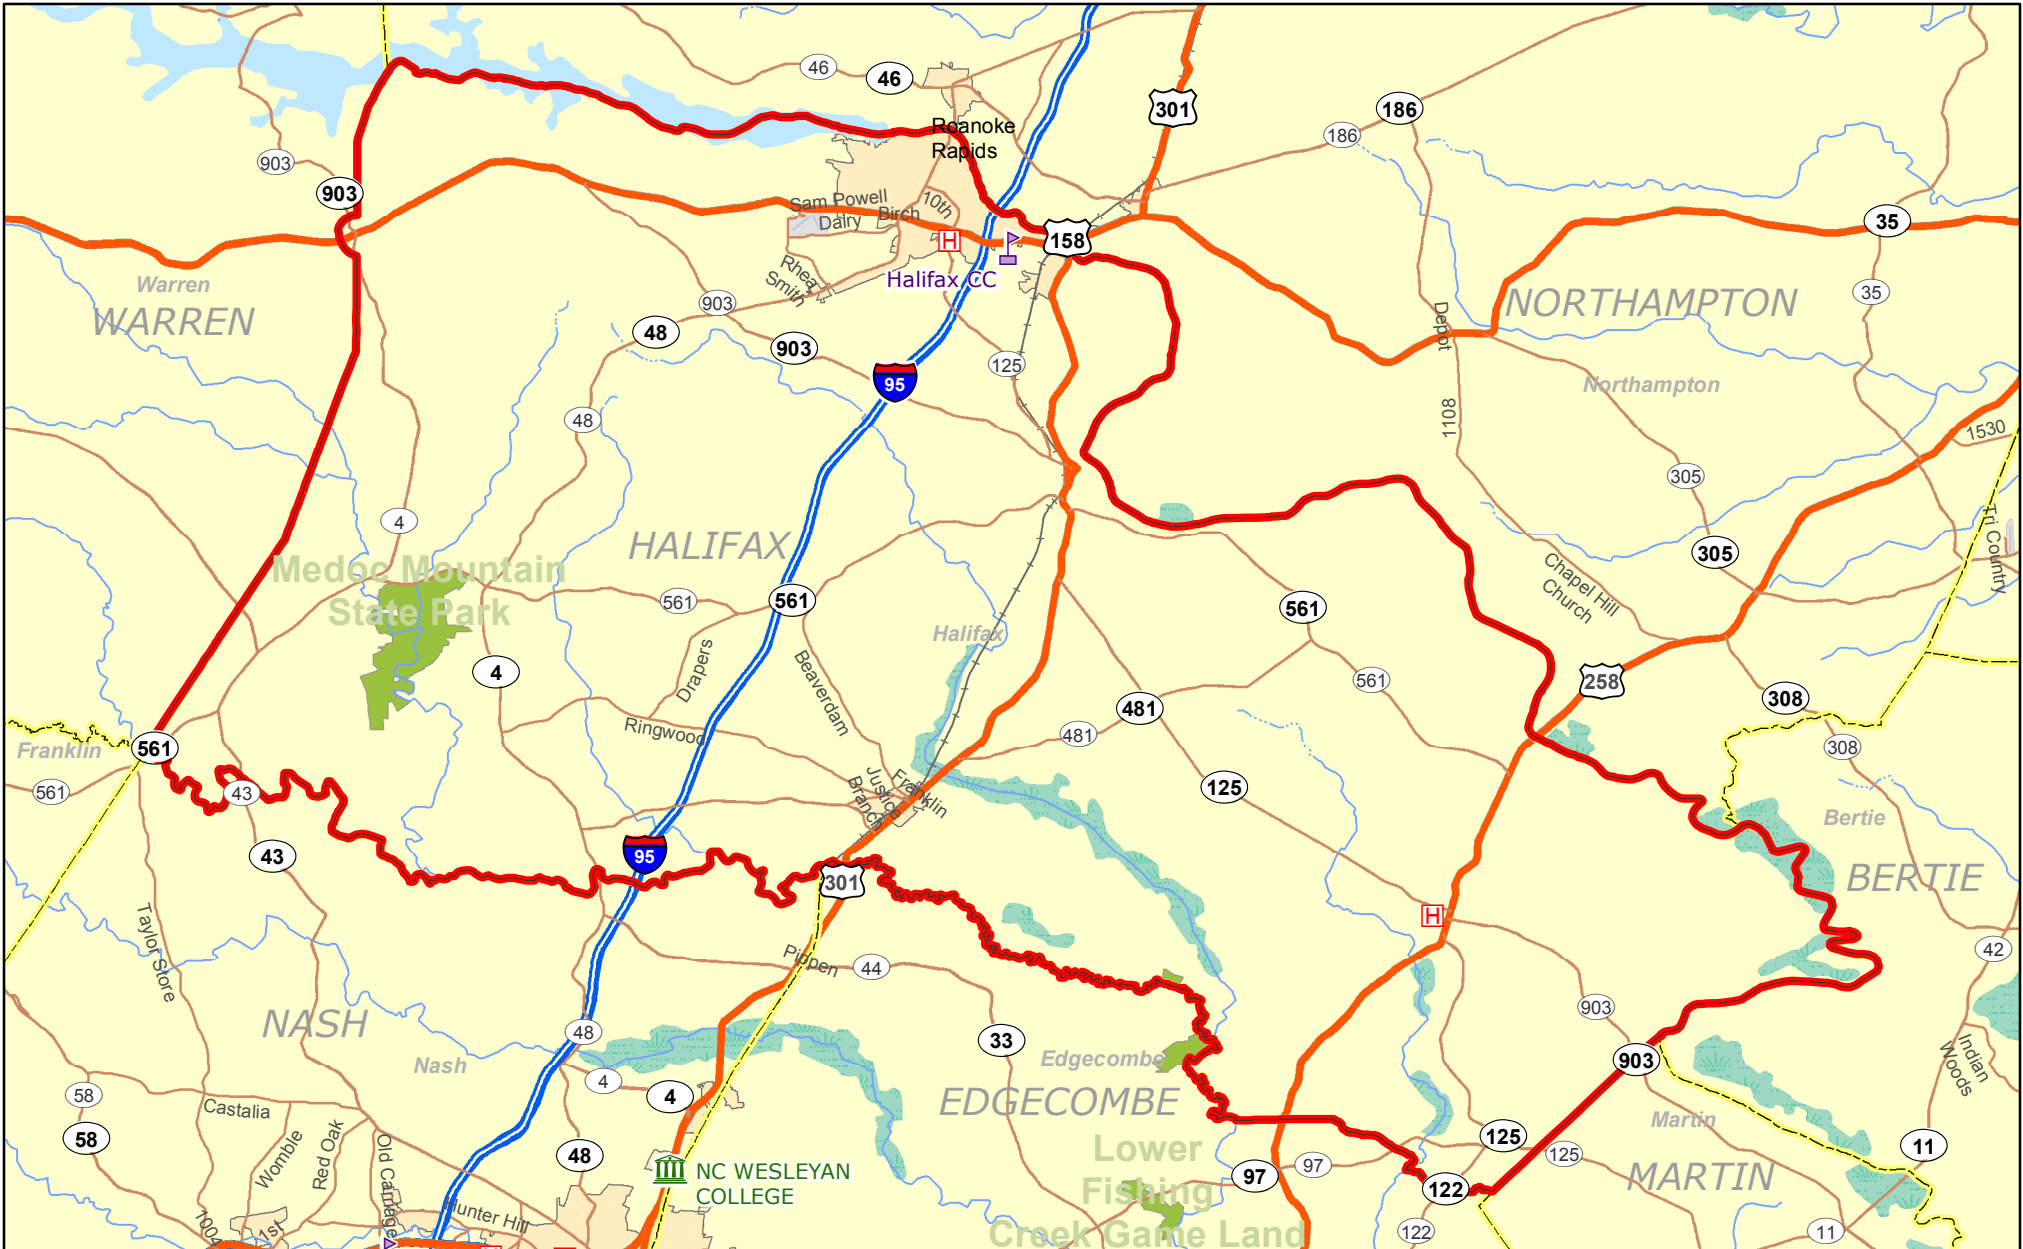 46
46
301
186
186
Roanoke
Rapids
903
903
Sam Powell
10th
Birch
Dairy
35
158
H
Halifax CC
Rhea
Smith
Warren
WARREN
903
48
903
125
95
Depot
NORTHAMPTON
35
Northampton
1108
48
1530
305
4
HALIFAX
Medoc Mountain
State Park
305
Tri Country
Chapel Hill
Church
561
561
561
Halifax
4
Drapers
Beaverdam
561
258
308
481
481
Ringwood
Franklin
561
561
43
308
Justice
Branch
Franklin
125
Bertie
43
95
301
BERTIE
H
Taylor Store
Pippen
44
42
903
NASH
48
33
Nash
Edgecombe
903
Indian
Woods
4
4
EDGECOMBE
58
Castalia
Martin
58
Womble
Red Oak
Old Carriage
48
125
125
11
Lower
Fishing
Creek Game Land
NC WESLEYAN
COLLEGE
97
97
MARTIN
122
122
11
1004
1st
Hunter Hill